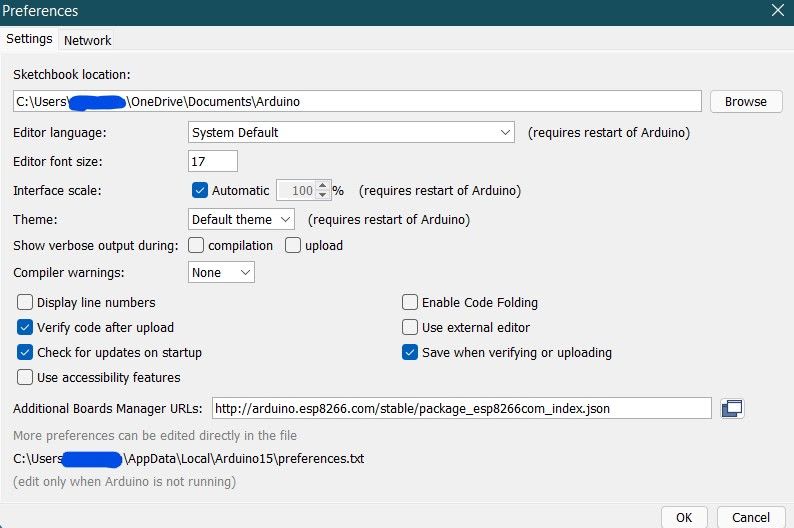 Preferences
Settings Network
Sketchbook location:
C:\Users\ \OneDrive\Documents\Arduino Browse
Editor language: System Default (requires restart of Arduino)
Editor font size: 17
Interface scale: Automatic 100 % (requires restart of Arduino)
Theme: Default theme (requires restart of Arduino)
Show verbose output during: compilation upload
Compiler warnings: None
Display line numbers Enable Code Folding
Verify code after upload Use external editor
Check for updates on startup Save when verifying or uploading
Use accessibility features
Additional Boards Manager URLs: http://arduino.esp8266.com/stable/package_esp8266com_index.json
More preferences can be edited directly in the file
C:\Users \AppData\Local\Arduino15\preferences.txt
(edit only when Arduino is not running)
OK Cancel